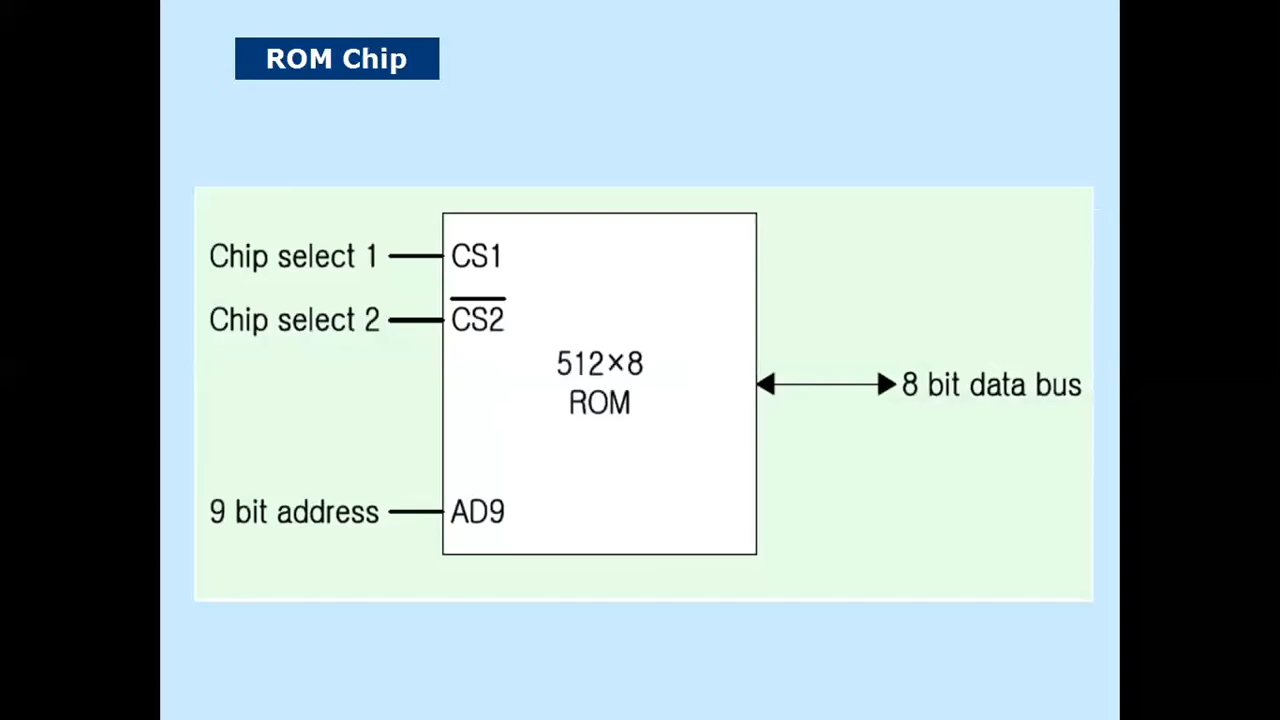 ROM Chip
Chip select 1
CS1
Chip select 2
C̅S̅2̅
512×8
ROM
8 bit data bus
9 bit address
AD9